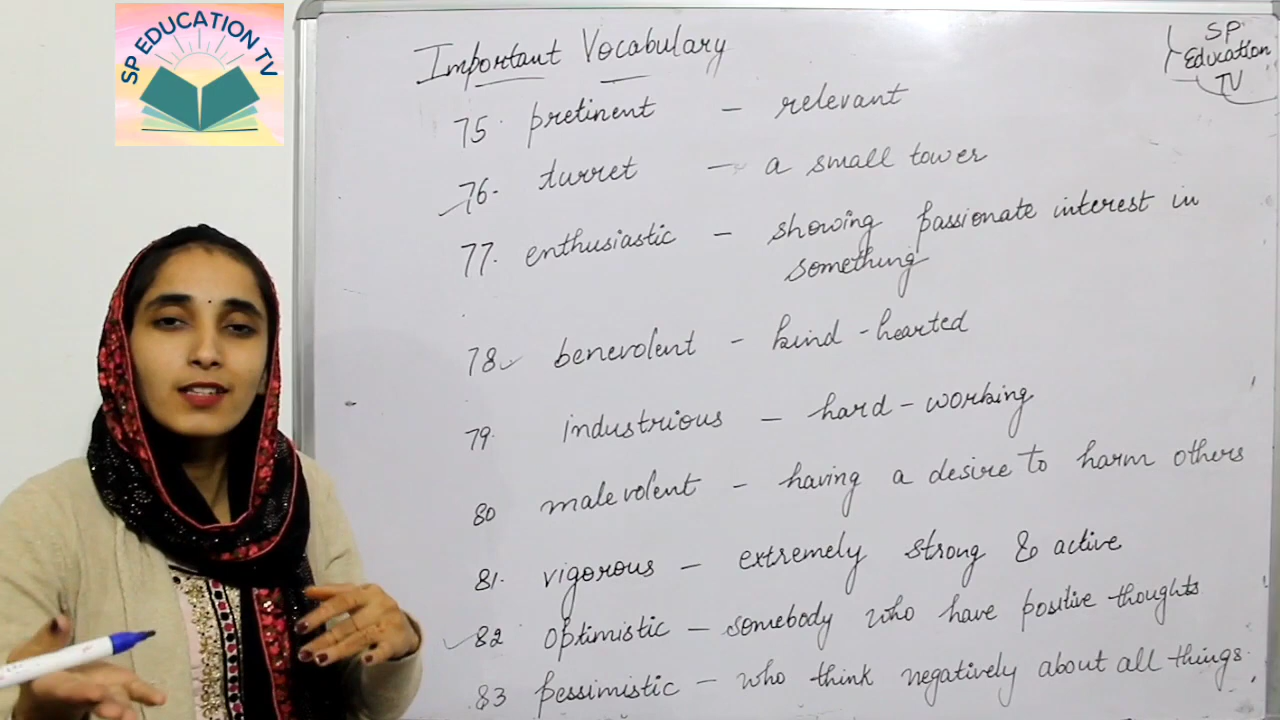 SP EDUCATION TV
SP
Education
TV
Important Vocabulary
75. pretinent - relevant
76. turret - a small tower
77. enthusiastic - showing passionate interest in
something
78 benevolent - kind-hearted
79. industrious - hard-working
80 malevolent - having a desire to harm others
81. vigorous - extremely strong & active
82 optimistic - somebody who have positive thoughts
83 pessimistic - who think negatively about all things.